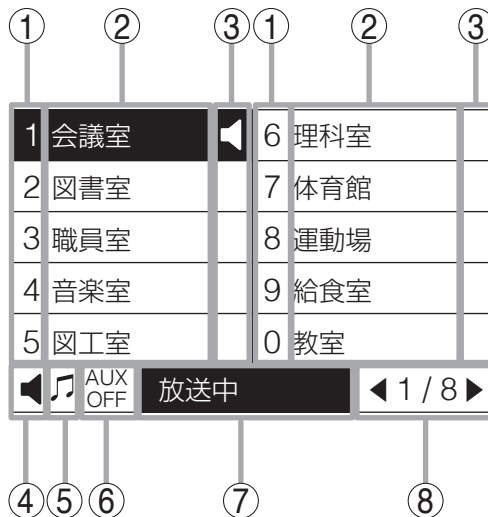 ① ② ③ ① ② ③
1 会議室 6 理科室
2 図書室 7 体育館
3 職員室 8 運動場
4 音楽室 9 給食室
5 図工室 0 教室
AUX OFF 放送中 1 / 8
④ ⑤ ⑥ ⑦ ⑧